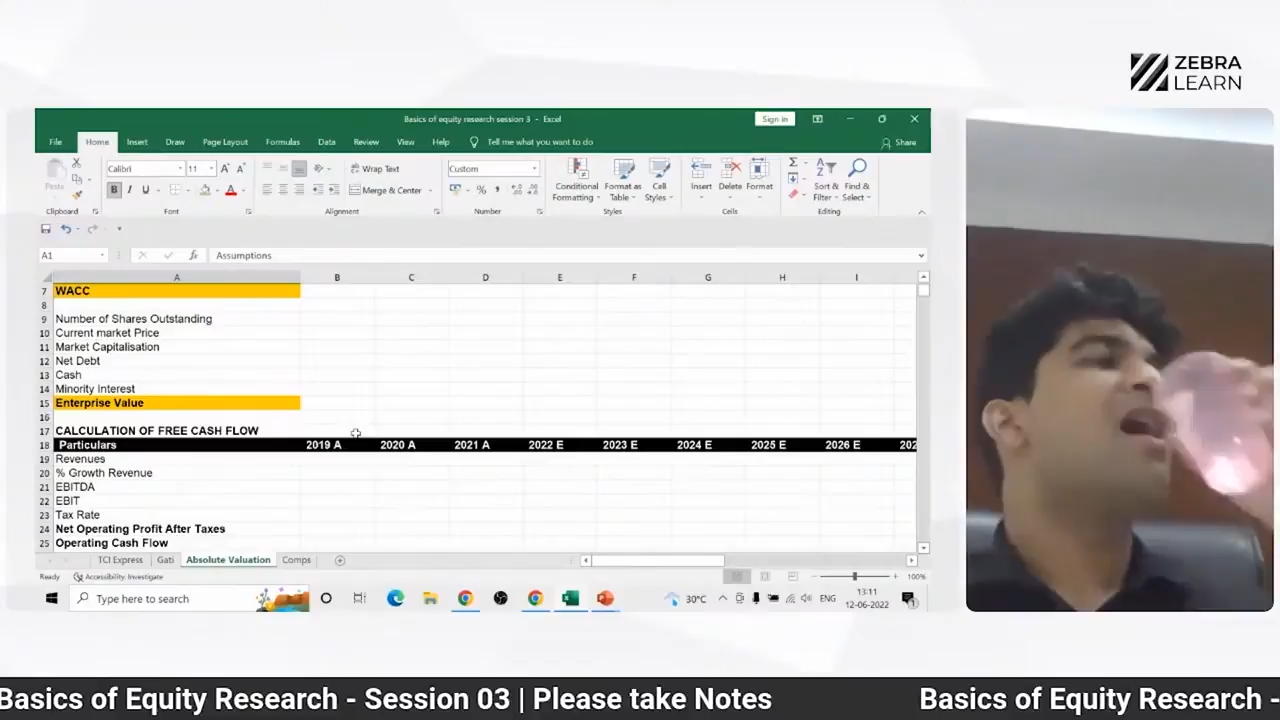 ZEBRA
LEARN
Basics of equity research session 3 - Excel
Sign in
File Home Insert Draw Page Layout Formulas Data Review View Help Tell me what you want to do Share
Paste
Calibri 11
Wrap Text
Custom
B I U
Merge & Center
Conditional Formatting
Format as Table
Cell Styles
Insert Delete Format
Sort & Filter
Find & Select
Clipboard Font Alignment Number Styles Cells Editing
A1 fx Assumptions
A B C D E F G H I
7 WACC
8
9 Number of Shares Outstanding
10 Current market Price
11 Market Capitalisation
12 Net Debt
13 Cash
14 Minority Interest
15 Enterprise Value
16
17 CALCULATION OF FREE CASH FLOW
18 Particulars 2019 A 2020 A 2021 A 2022 E 2023 E 2024 E 2025 E 2026 E 202
19 Revenues
20 % Growth Revenue
21 EBITDA
22 EBIT
23 Tax Rate
24 Net Operating Profit After Taxes
25 Operating Cash Flow
TCI Express Gati Absolute Valuation Comps
Ready Accessibility: Investigate 100%
Type here to search
30°C ENG
13:11
12-06-2022
Basics of Equity Research - Session 03 | Please take Notes Basics of Equity Research -